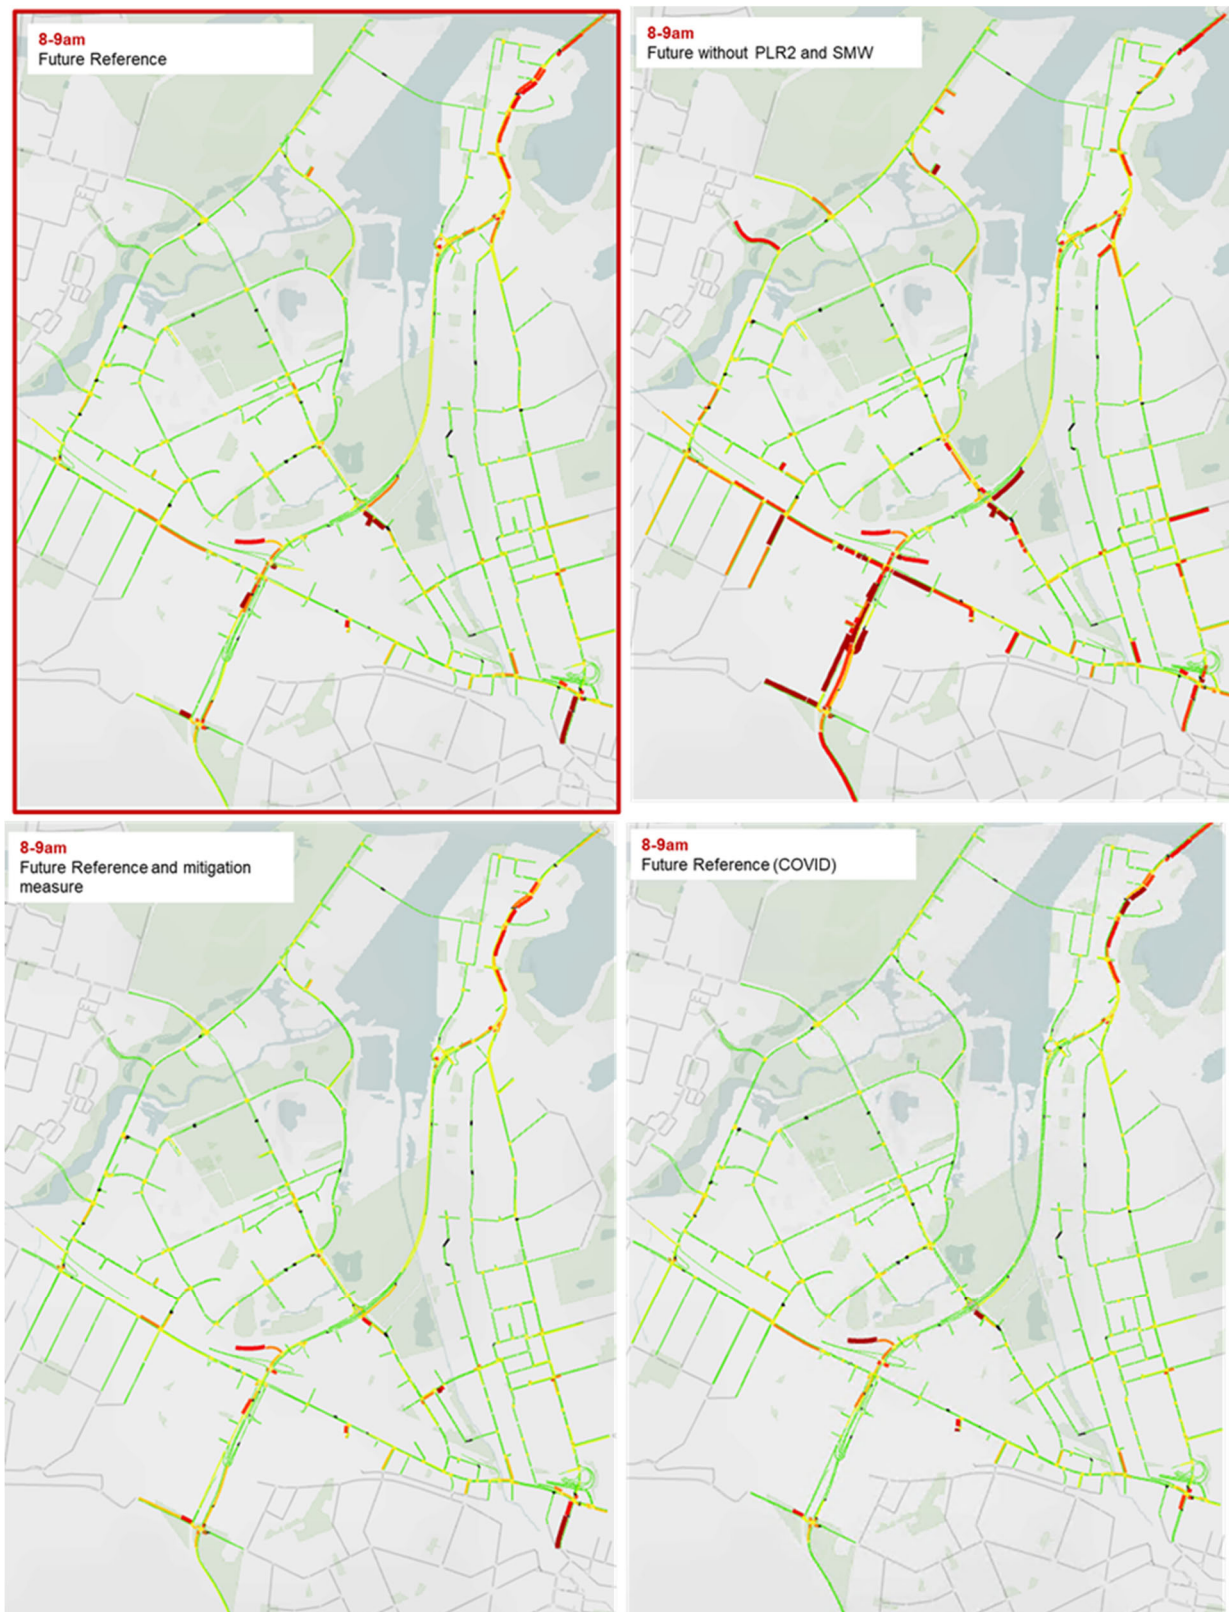 8-9am
Future Reference
8-9am
Future without PLR2 and SMW
8-9am
Future Reference and mitigation
measure
8-9am
Future Reference (COVID)